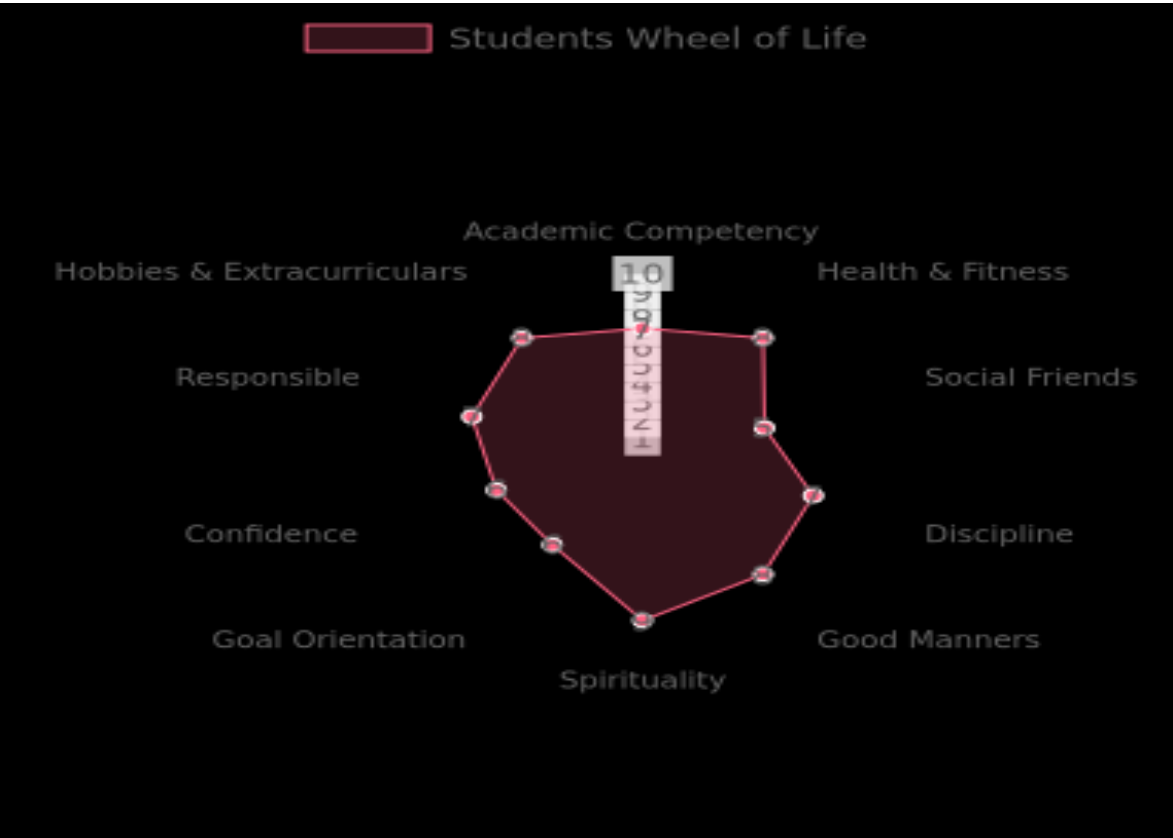 Students Wheel of Life
Academic Competency
Hobbies & Extracurriculars
Health & Fitness
10
Responsible
Social Friends
Confidence
Discipline
Goal Orientation
Good Manners
Spirituality